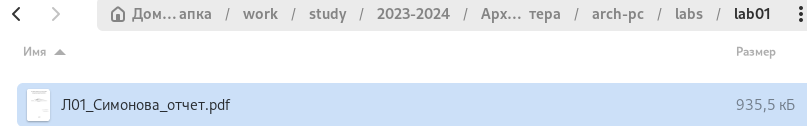 Дом…апка / work / study / 2023-2024 / Арх… тера / arch-pc / labs / lab01
Имя Размер
Л01_Симонова_отчет.pdf 935,5 кБ